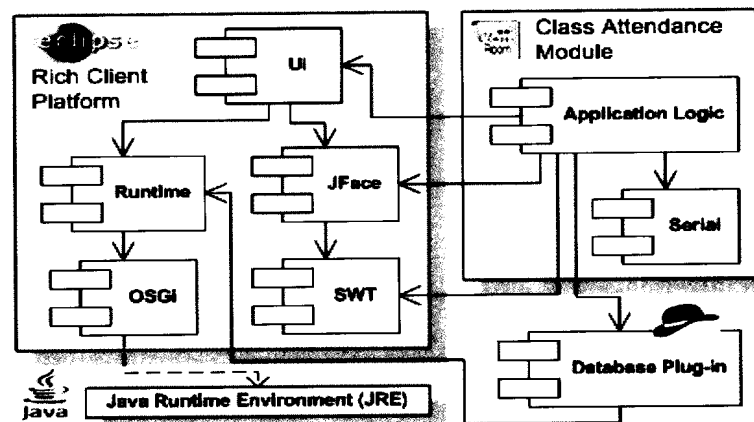 eclipse
Rich Client
Platform
UI
Runtime
JFace
OSGi
SWT
Class Attendance
Module
Application Logic
Serial
Database Plug-in
Java
Java Runtime Environment (JRE)